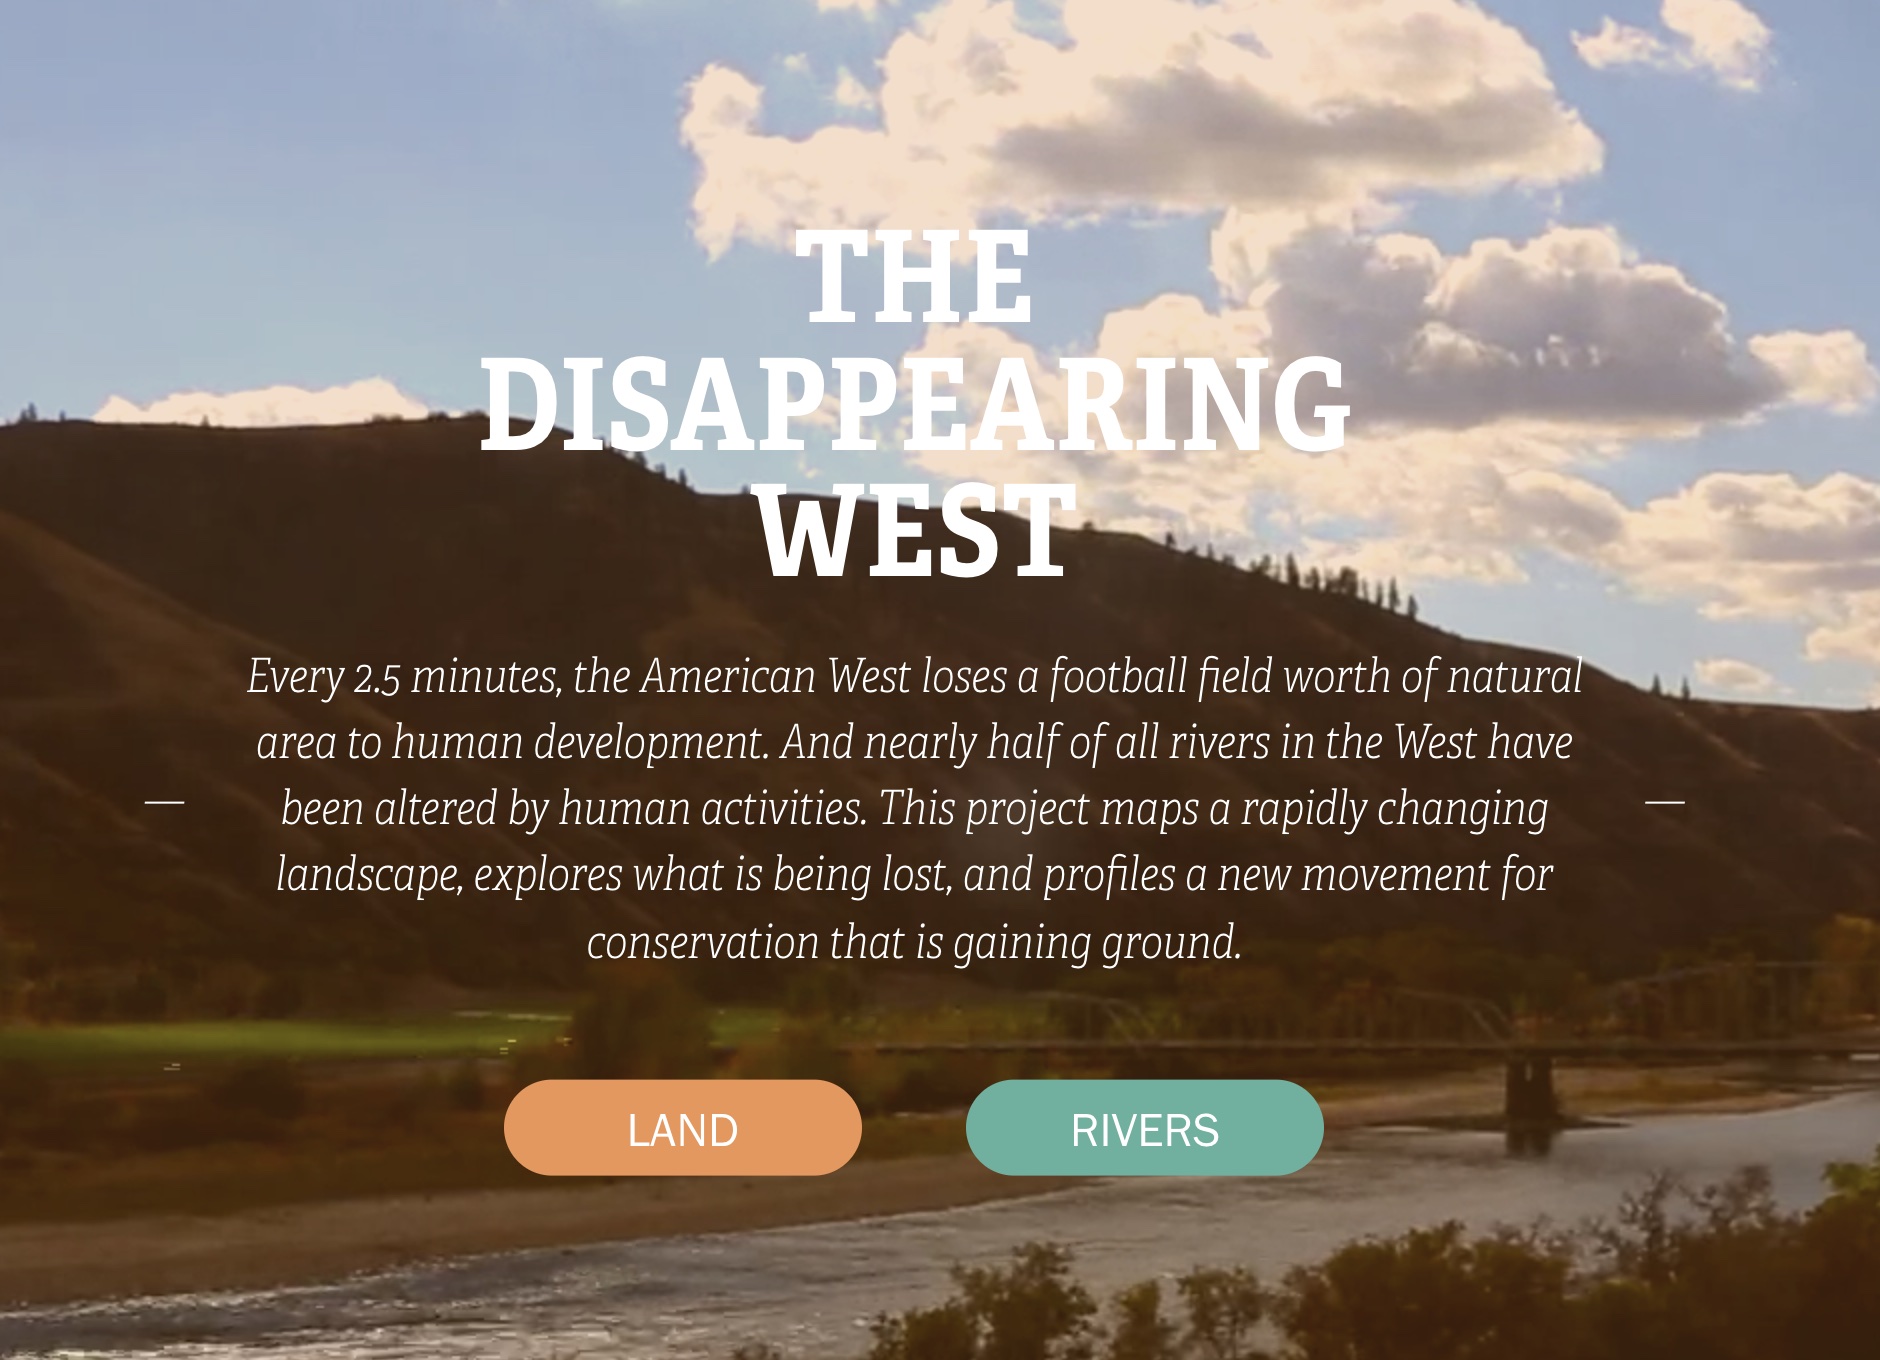 THE
DISAPPEARING
WEST
Every 2.5 minutes, the American West loses a football field worth of natural
area to human development. And nearly half of all rivers in the West have
been altered by human activities. This project maps a rapidly changing
landscape, explores what is being lost, and profiles a new movement for
conservation that is gaining ground.
LAND
RIVERS